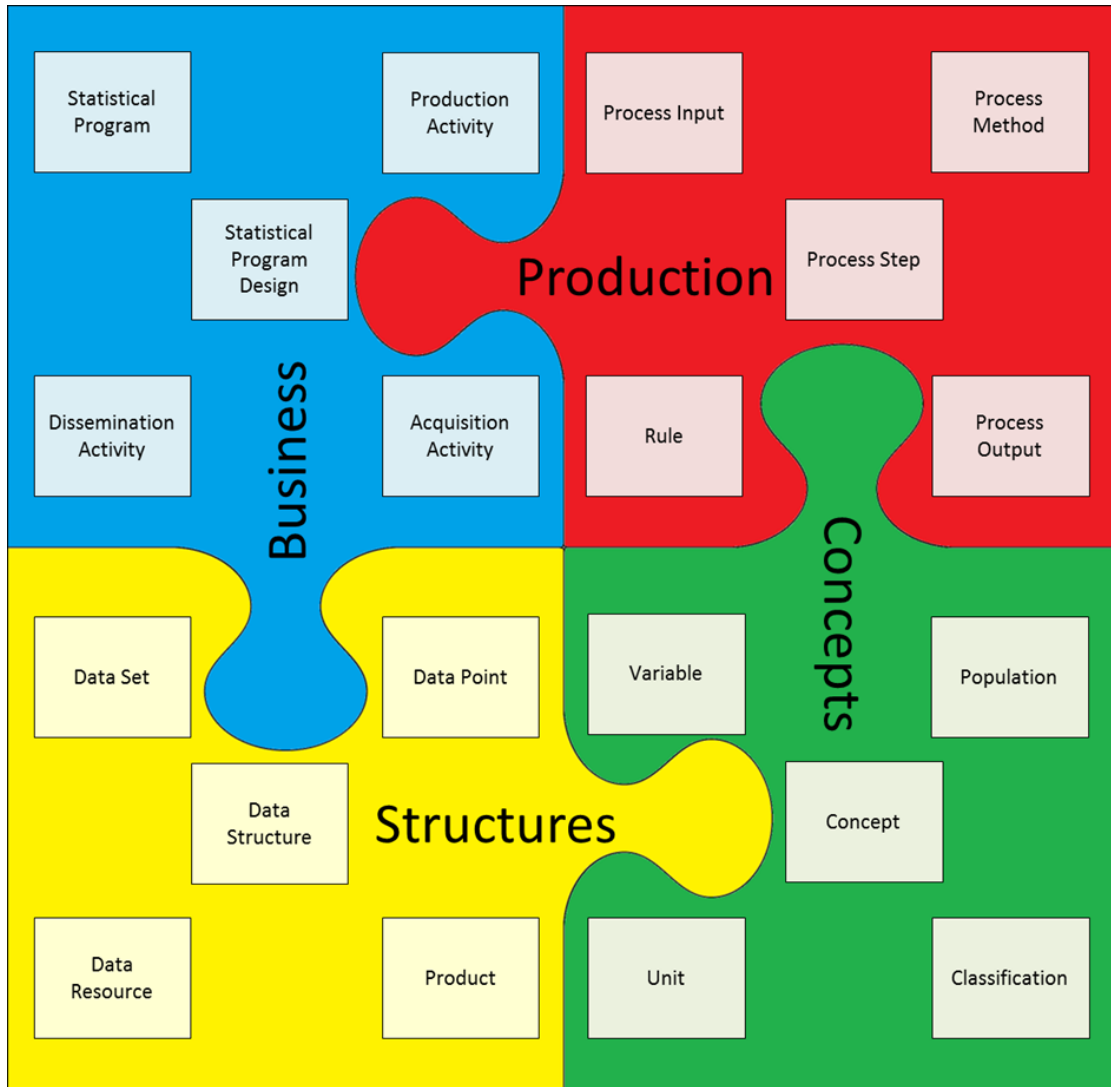 Statistical
Program
Production
Activity
Statistical
Program
Design
Dissemination
Activity
Acquisition
Activity
Business
Process Input
Process
Method
Process Step
Production
Rule
Process
Output
Data Set
Data Point
Data
Structure
Structures
Data
Resource
Product
Variable
Population
Concepts
Concept
Unit
Classification